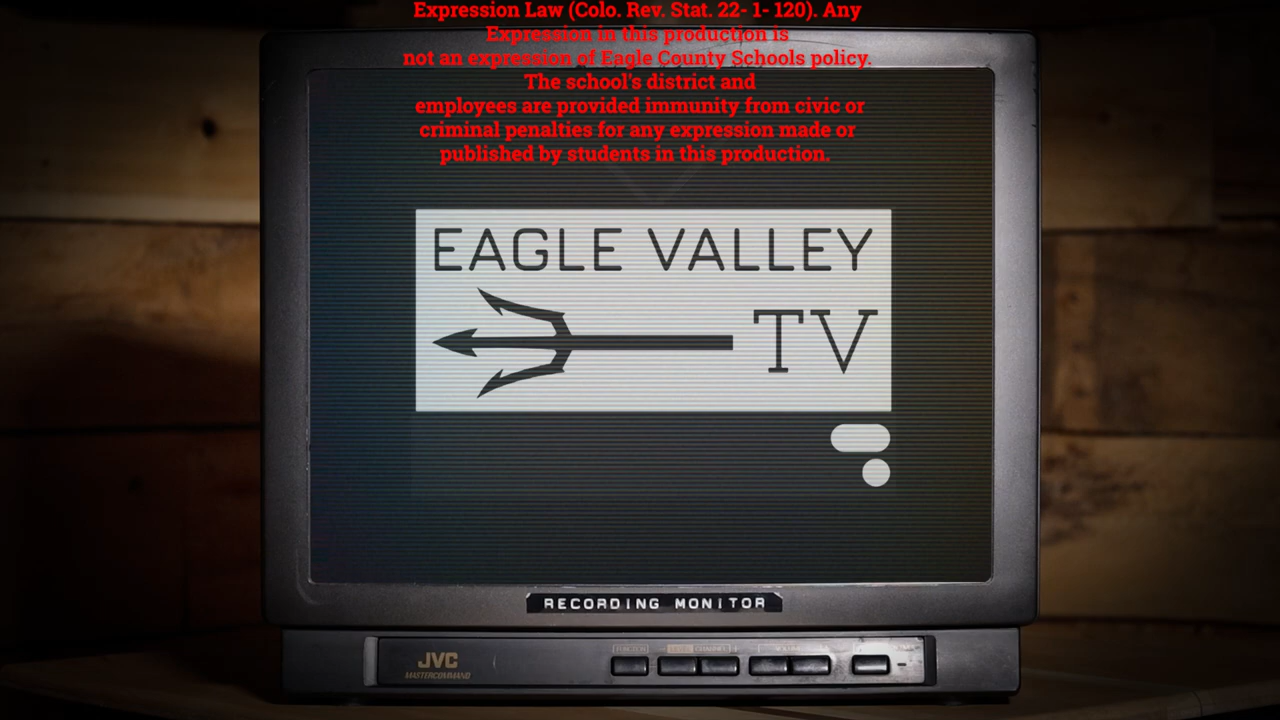 Expression Law (Colo. Rev. Stat. 22- 1- 120). Any
Expression in this production is
not an expression of Eagle County Schools policy.
The school's district and
employees are provided immunity from civic or
criminal penalties for any expression made or
published by students in this production.
EAGLE VALLEY
TV
RECORDING MONITOR
JVC
MASTERCOMMAND